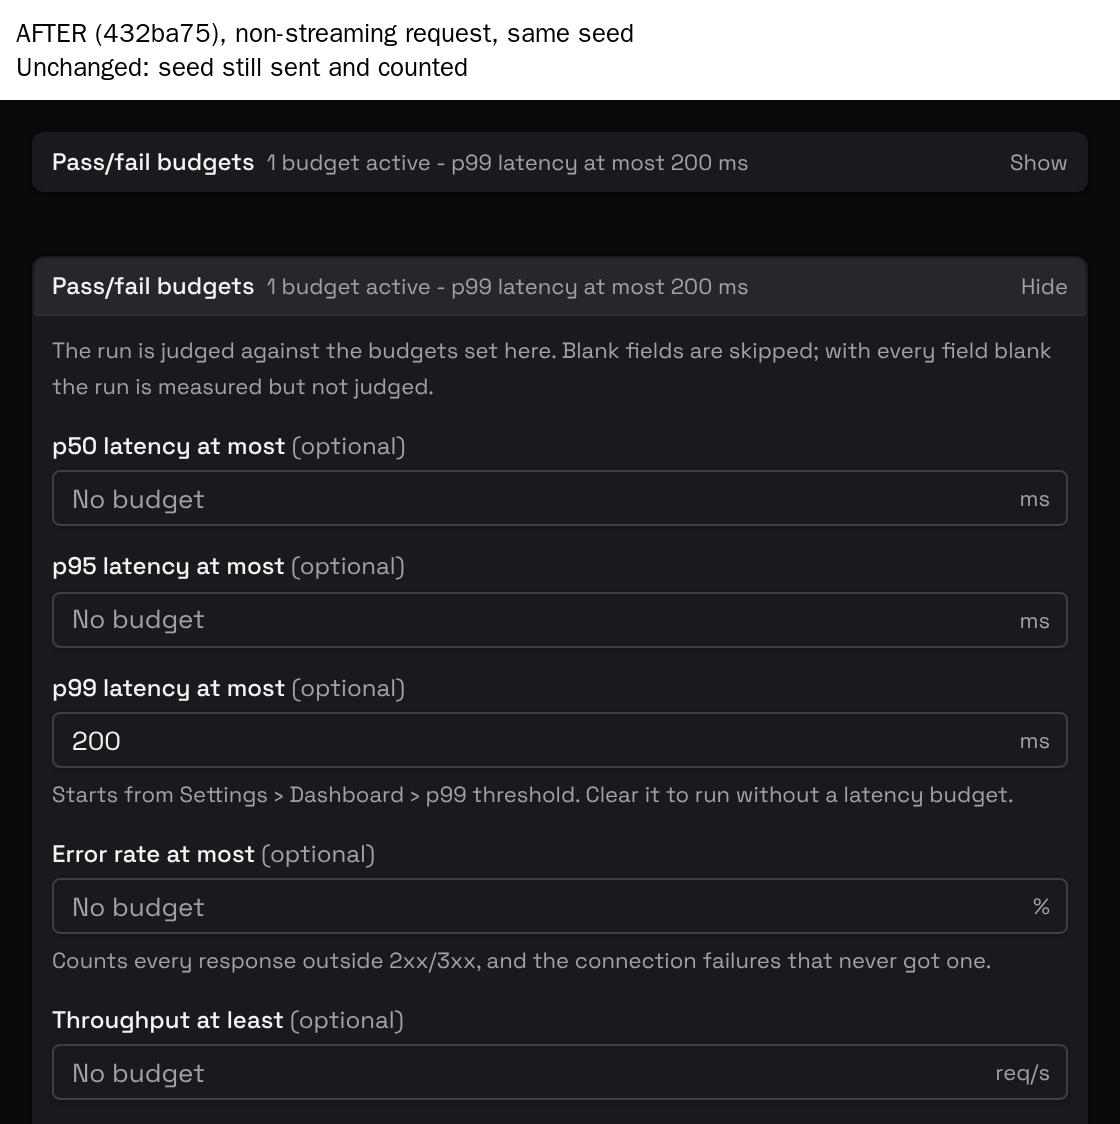 AFTER (432ba75), non-streaming request, same seed
Unchanged: seed still sent and counted
Pass/fail budgets 1 budget active - p99 latency at most 200 ms Show
Pass/fail budgets 1 budget active - p99 latency at most 200 ms Hide
The run is judged against the budgets set here. Blank fields are skipped; with every field blank
the run is measured but not judged.
p50 latency at most (optional)
No budget ms
p95 latency at most (optional)
No budget ms
p99 latency at most (optional)
200 ms
Starts from Settings > Dashboard > p99 threshold. Clear it to run without a latency budget.
Error rate at most (optional)
No budget %
Counts every response outside 2xx/3xx, and the connection failures that never got one.
Throughput at least (optional)
No budget req/s